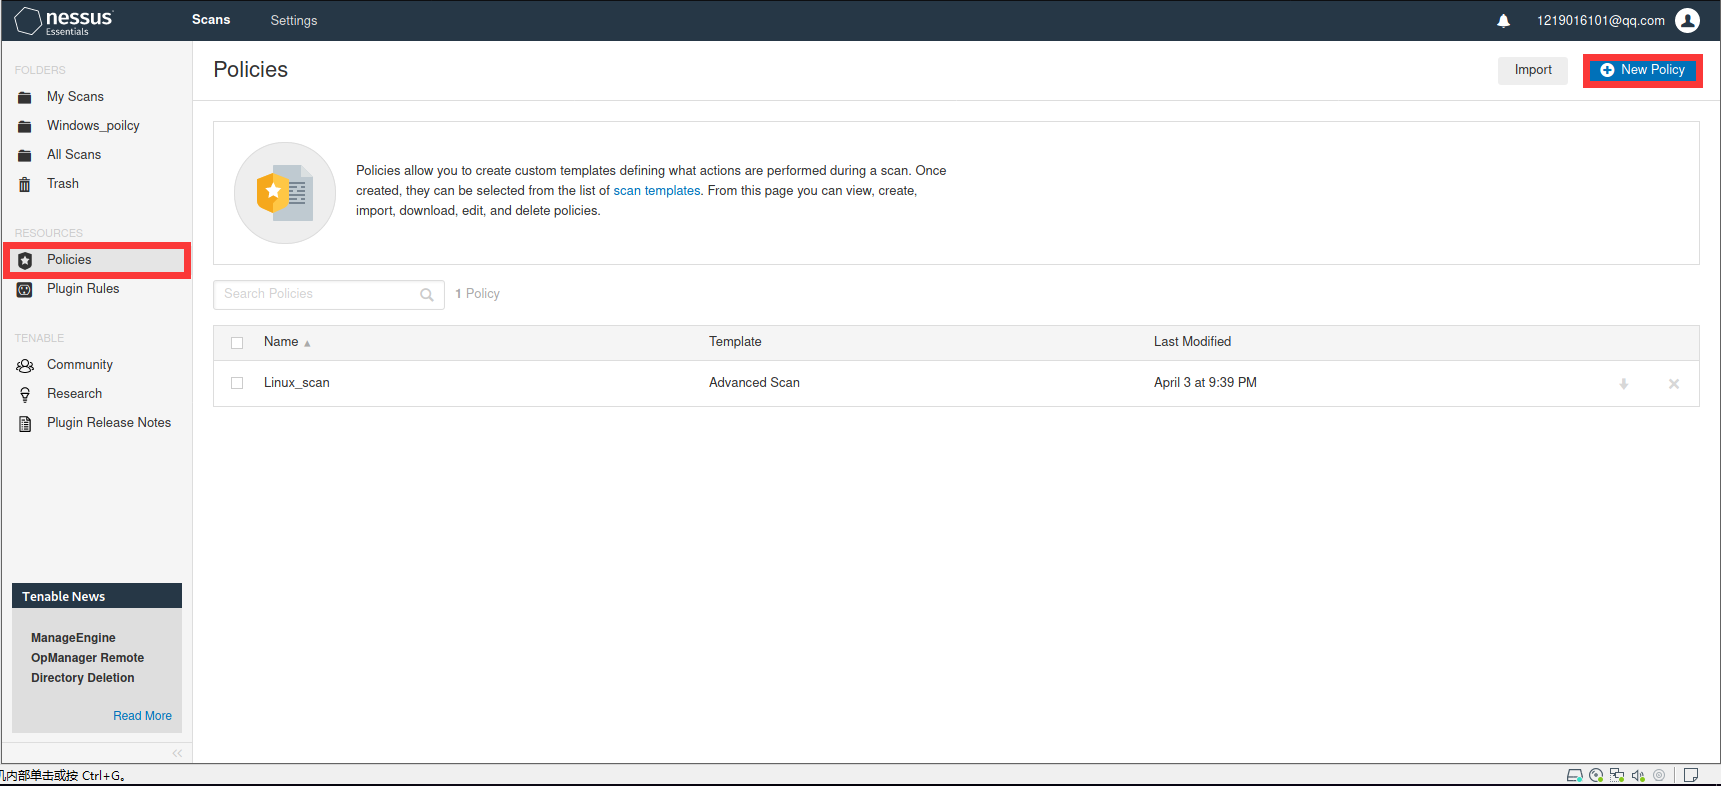 nessus
Essentials
Scans
Settings
1219016101@qq.com
FOLDERS
My Scans
Windows_poilcy
All Scans
Trash
RESOURCES
Policies
Plugin Rules
TENABLE
Community
Research
Plugin Release Notes
Tenable News
ManageEngine
OpManager Remote
Directory Deletion
Read More
Policies
Import
New Policy
Policies allow you to create custom templates defining what actions are performed during a scan. Once
created, they can be selected from the list of scan templates. From this page you can view, create,
import, download, edit, and delete policies.
Search Policies
1 Policy
Name
Template
Last Modified
Linux_scan
Advanced Scan
April 3 at 9:39 PM
内部单击或按 Ctrl+G。